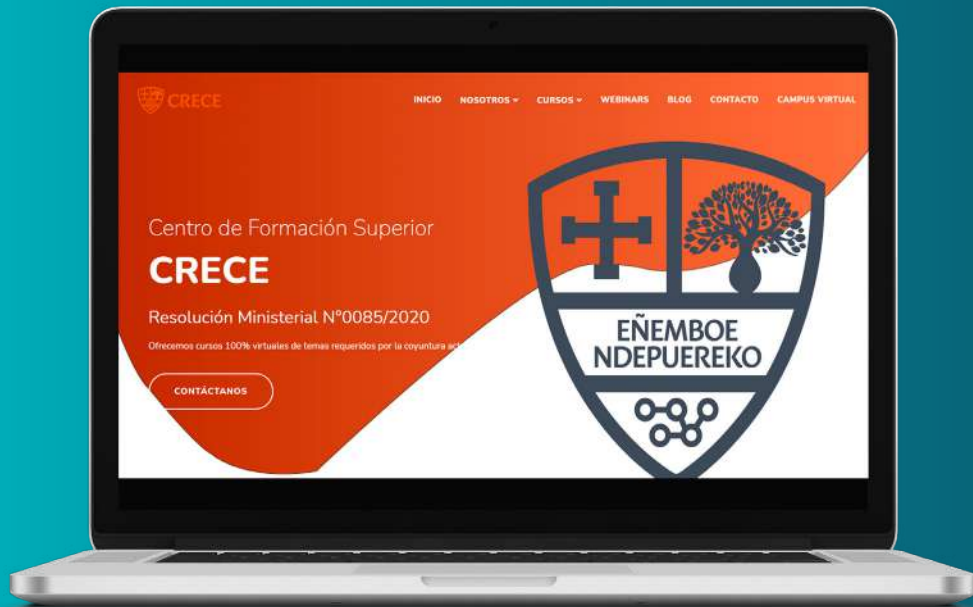 CRECE
INICIO NOSOTROS CURSOS WEBINARS BLOG CONTACTO CAMPUS VIRTUAL
Centro de Formación Superior
CRECE
Resolución Ministerial N°0085/2020
Ofrecemos cursos 100% virtuales de temas requeridos por la coyuntura act
CONTÁCTANOS
EÑEMBOE
NDEPUEREKO